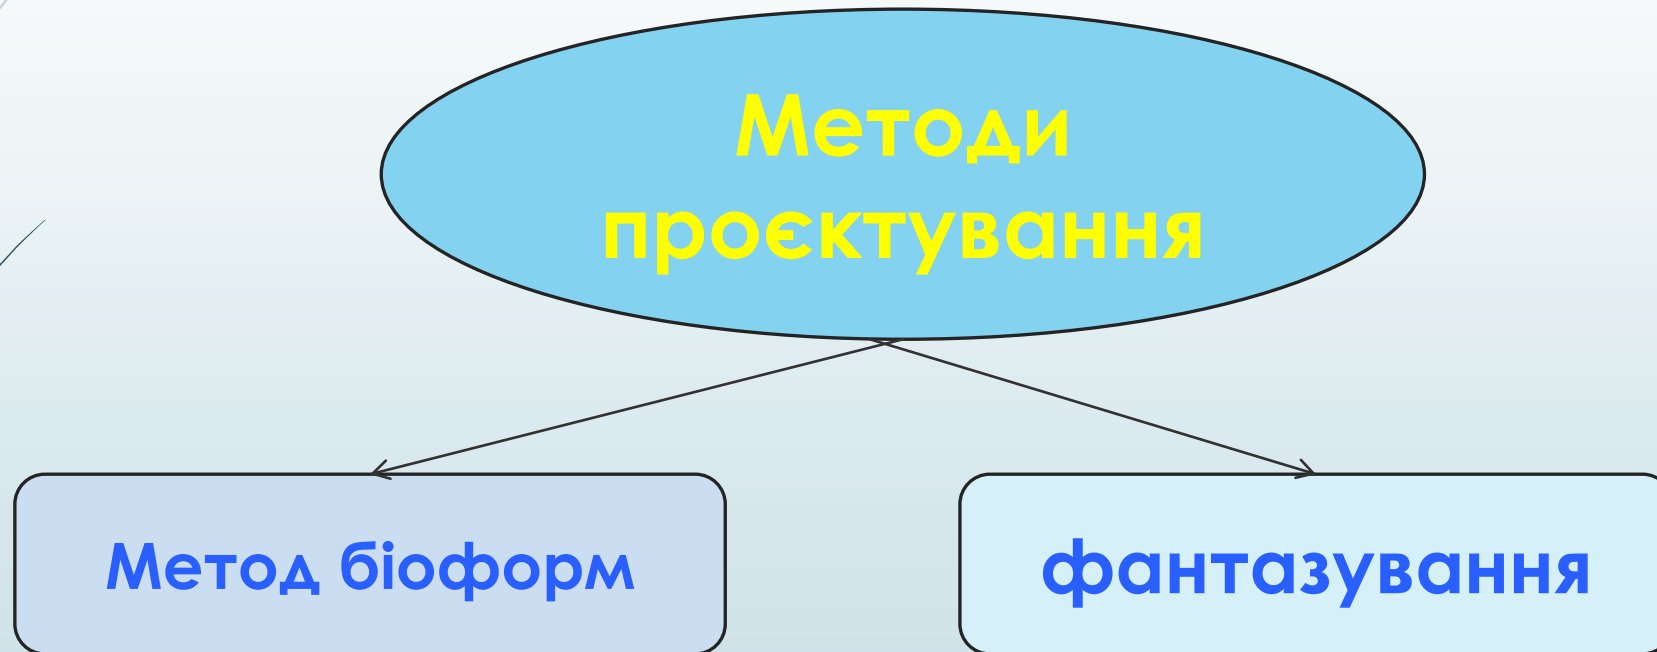 Методи
проєктування
Метод біоформ
фантазування